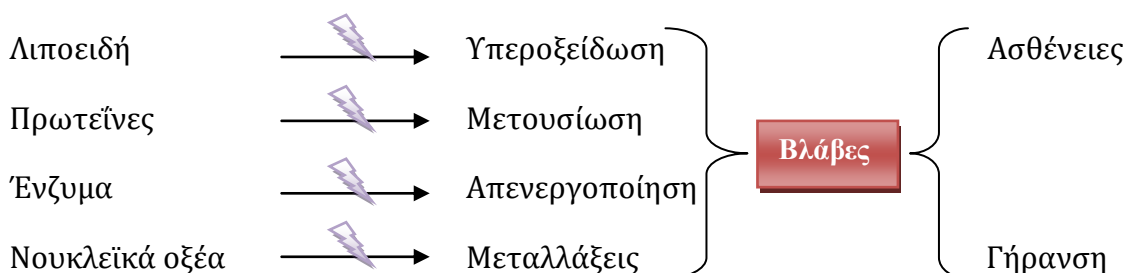 Λιποειδή Υπεροξείδωση Ασθένειες
Πρωτεΐνες Μετουσίωση
Βλάβες
Ένζυμα Απενεργοποίηση
Νουκλεϊκά οξέα Μεταλλάξεις Γήρανση